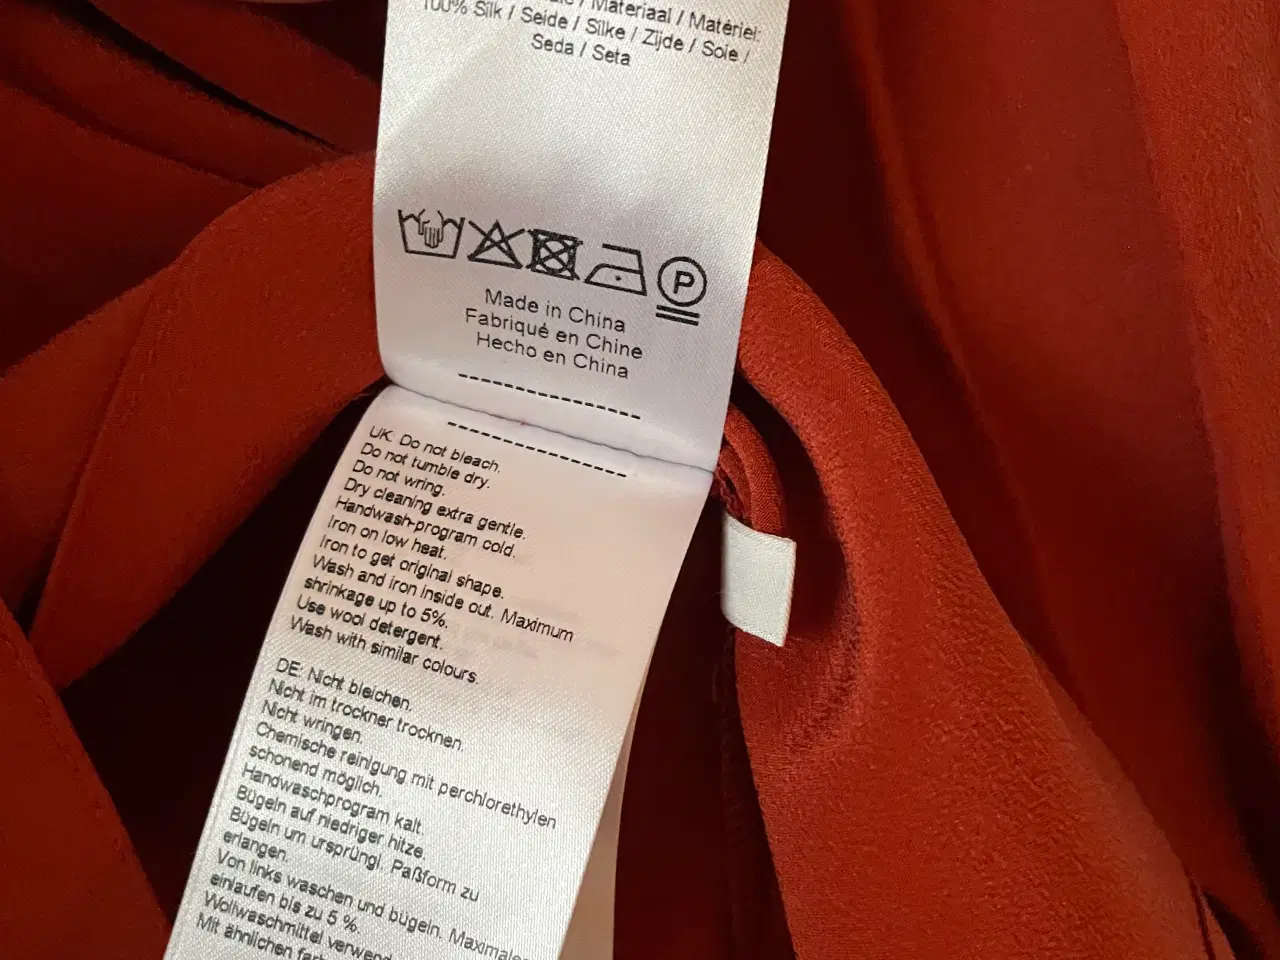 / Materiaal / Matériel:
100% Silk / Seide / Silke / Zijde / Soie /
Seda / Seta
P
Made in China
Fabriqué en Chine
Hecho en China
UK: Do not bleach.
Do not tumble dry.
Do not wring.
Dry cleaning extra gentle.
Handwash-program cold.
Iron on low heat.
Iron to get original shape.
Wash and iron inside out. Maximum
shrinkage up to 5%.
Use wool detergent.
Wash with similar colours.
DE: Nicht bleichen.
Nicht im trockner trocknen.
Nicht wringen.
Chemische reinigung mit perchlorethylen
schonend möglich.
Handwaschprogram kalt.
Bügeln auf niedriger hitze.
Bügeln um ursprüngl. Paßform zu
erlangen.
Von links waschen und bügeln. Maximales
einlaufen bis zu 5 %.
Wollwaschmittel verwend
Mit ähnlichen farb